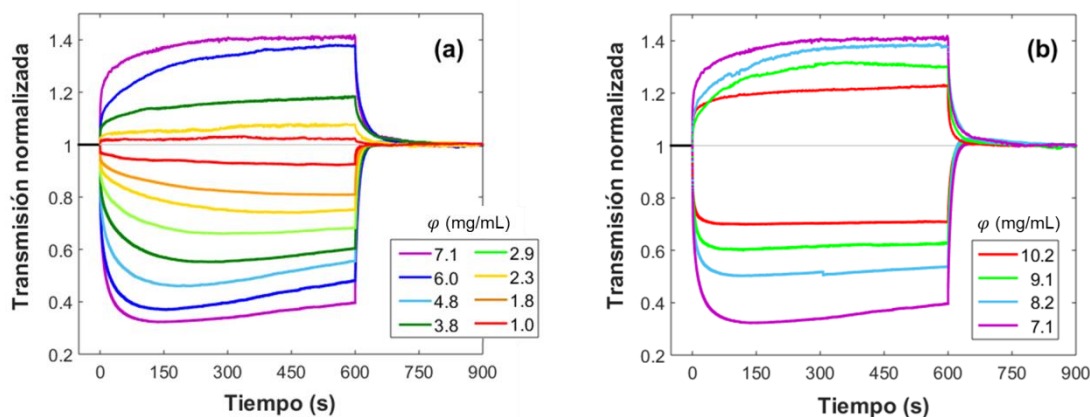 (a)
Transmisión normalizada
1.4
1.2
1
0.8
0.6
0.4
0.2
φ (mg/mL)
7.1 2.9
6.0 2.3
4.8 1.8
3.8 1.0
0 150 300 450 600 750 900
Tiempo (s)
(b)
Transmisión normalizada
1.4
1.2
1
0.8
0.6
0.4
0.2
φ (mg/mL)
10.2
9.1
8.2
7.1
0 150 300 450 600 750 900
Tiempo (s)